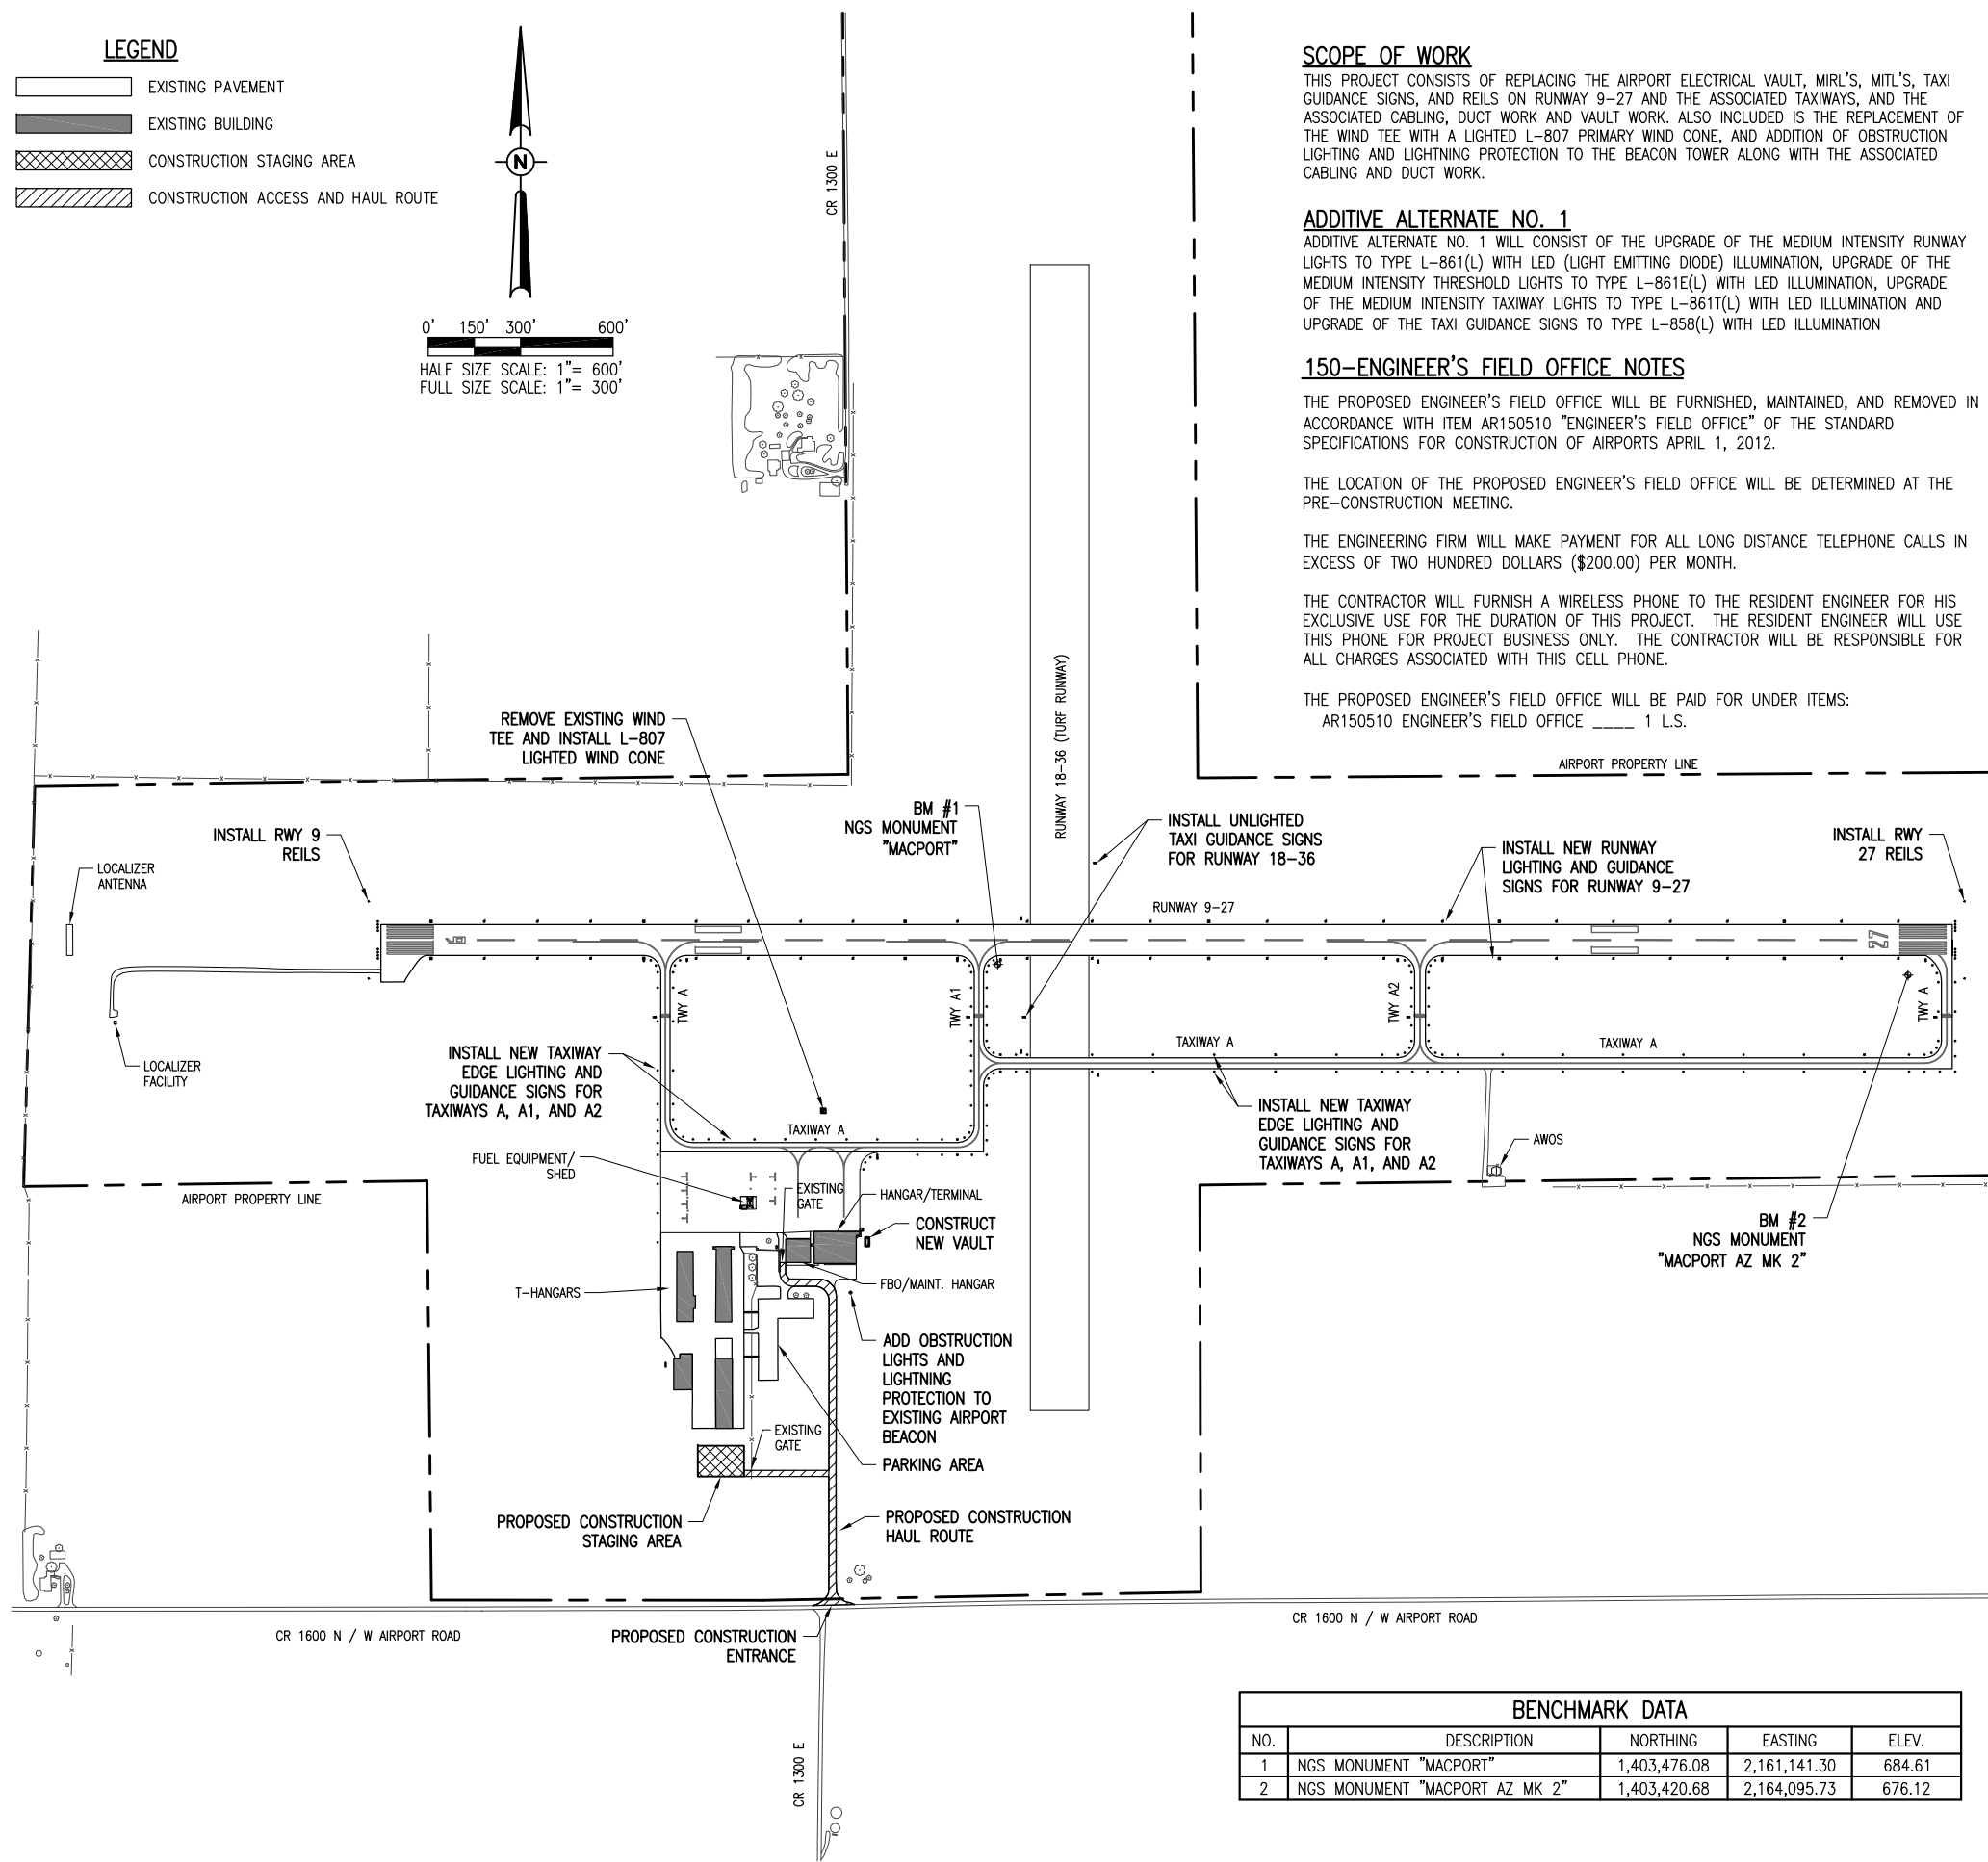 LEGEND
EXISTING PAVEMENT
EXISTING BUILDING
CONSTRUCTION STAGING AREA
CONSTRUCTION ACCESS AND HAUL ROUTE
N
0' 150' 300' 600'
HALF SIZE SCALE: 1"= 600'
FULL SIZE SCALE: 1"= 300'
CR 1300 E
SCOPE OF WORK
THIS PROJECT CONSISTS OF REPLACING THE AIRPORT ELECTRICAL VAULT, MIRL'S, MITL'S, TAXI
GUIDANCE SIGNS, AND REILS ON RUNWAY 9-27 AND THE ASSOCIATED TAXIWAYS, AND THE
ASSOCIATED CABLING, DUCT WORK AND VAULT WORK. ALSO INCLUDED IS THE REPLACEMENT OF
THE WIND TEE WITH A LIGHTED L-807 PRIMARY WIND CONE, AND ADDITION OF OBSTRUCTION
LIGHTING AND LIGHTNING PROTECTION TO THE BEACON TOWER ALONG WITH THE ASSOCIATED
CABLING AND DUCT WORK.
ADDITIVE ALTERNATE NO. 1
ADDITIVE ALTERNATE NO. 1 WILL CONSIST OF THE UPGRADE OF THE MEDIUM INTENSITY RUNWAY
LIGHTS TO TYPE L-861(L) WITH LED (LIGHT EMITTING DIODE) ILLUMINATION, UPGRADE OF THE
MEDIUM INTENSITY THRESHOLD LIGHTS TO TYPE L-861E(L) WITH LED ILLUMINATION, UPGRADE
OF THE MEDIUM INTENSITY TAXIWAY LIGHTS TO TYPE L-861T(L) WITH LED ILLUMINATION AND
UPGRADE OF THE TAXI GUIDANCE SIGNS TO TYPE L-858(L) WITH LED ILLUMINATION
150-ENGINEER'S FIELD OFFICE NOTES
THE PROPOSED ENGINEER'S FIELD OFFICE WILL BE FURNISHED, MAINTAINED, AND REMOVED IN
ACCORDANCE WITH ITEM AR150510 "ENGINEER'S FIELD OFFICE" OF THE STANDARD
SPECIFICATIONS FOR CONSTRUCTION OF AIRPORTS APRIL 1, 2012.
THE LOCATION OF THE PROPOSED ENGINEER'S FIELD OFFICE WILL BE DETERMINED AT THE
PRE-CONSTRUCTION MEETING.
THE ENGINEERING FIRM WILL MAKE PAYMENT FOR ALL LONG DISTANCE TELEPHONE CALLS IN
EXCESS OF TWO HUNDRED DOLLARS ($200.00) PER MONTH.
THE CONTRACTOR WILL FURNISH A WIRELESS PHONE TO THE RESIDENT ENGINEER FOR HIS
EXCLUSIVE USE FOR THE DURATION OF THIS PROJECT. THE RESIDENT ENGINEER WILL USE
THIS PHONE FOR PROJECT BUSINESS ONLY. THE CONTRACTOR WILL BE RESPONSIBLE FOR
ALL CHARGES ASSOCIATED WITH THIS CELL PHONE.
THE PROPOSED ENGINEER'S FIELD OFFICE WILL BE PAID FOR UNDER ITEMS:
AR150510 ENGINEER'S FIELD OFFICE ____ 1 L.S.
AIRPORT PROPERTY LINE
RUNWAY 18-36 (TURF RUNWAY)
REMOVE EXISTING WIND
TEE AND INSTALL L-807
LIGHTED WIND CONE
BM #1
NGS MONUMENT
"MACPORT"
INSTALL UNLIGHTED
TAXI GUIDANCE SIGNS
FOR RUNWAY 18-36
INSTALL NEW RUNWAY
LIGHTING AND GUIDANCE
SIGNS FOR RUNWAY 9-27
INSTALL RWY
27 REILS
INSTALL RWY 9
REILS
LOCALIZER
ANTENNA
RUNWAY 9-27
9
27
TWY A
TWY A1
TWY A2
TWY A
TAXIWAY A
TAXIWAY A
LOCALIZER
FACILITY
INSTALL NEW TAXIWAY
EDGE LIGHTING AND
GUIDANCE SIGNS FOR
TAXIWAYS A, A1, AND A2
TAXIWAY A
INSTALL NEW TAXIWAY
EDGE LIGHTING AND
GUIDANCE SIGNS FOR
TAXIWAYS A, A1, AND A2
AWOS
FUEL EQUIPMENT/
SHED
EXISTING
GATE
HANGAR/TERMINAL
AIRPORT PROPERTY LINE
CONSTRUCT
NEW VAULT
BM #2
NGS MONUMENT
"MACPORT AZ MK 2"
T-HANGARS
FBO/MAINT. HANGAR
ADD OBSTRUCTION
LIGHTS AND
LIGHTNING
PROTECTION TO
EXISTING AIRPORT
BEACON
EXISTING
GATE
PARKING AREA
PROPOSED CONSTRUCTION
STAGING AREA
PROPOSED CONSTRUCTION
HAUL ROUTE
CR 1600 N / W AIRPORT ROAD
PROPOSED CONSTRUCTION
ENTRANCE
CR 1600 N / W AIRPORT ROAD
CR 1300 E
BENCHMARK DATA
NO. DESCRIPTION NORTHING EASTING ELEV.
1 NGS MONUMENT "MACPORT" 1,403,476.08 2,161,141.30 684.61
2 NGS MONUMENT "MACPORT AZ MK 2" 1,403,420.68 2,164,095.73 676.12